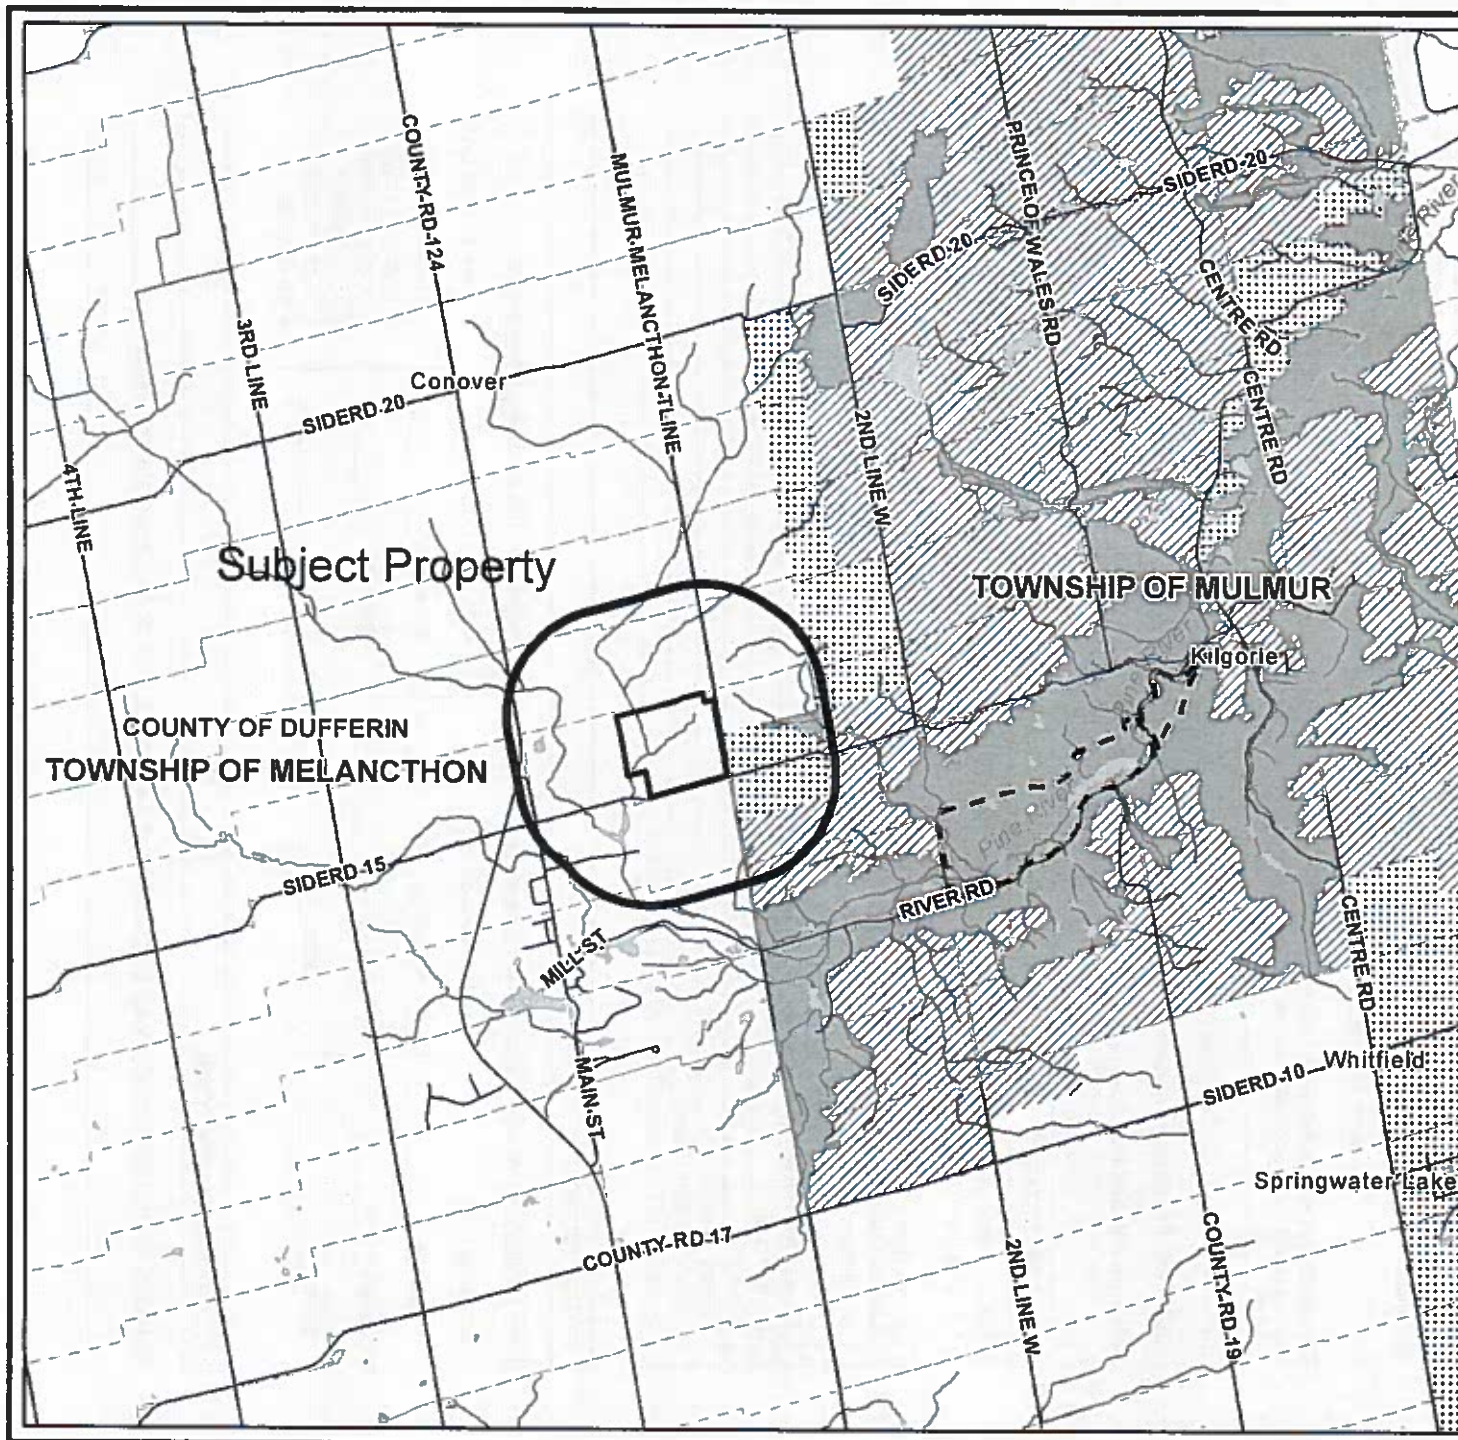 COUNTY-RD-124
MULMUR-MELANCTHON-TLINE
PRINCE-OF-WALES-RD
SIDERD-20
River
SIDERD-20
CENTRE-RD
3RD-LINE
Conover
SIDERD-20
CENTRE-RD
2ND-LINE-W
4TH-LINE
Subject Property
TOWNSHIP OF MULMUR
River
Kilgorie
COUNTY OF DUFFERIN
TOWNSHIP OF MELANCTHON
Pine River
SIDERD-15
RIVER-RD
CENTRE-RD
MILL-ST
MAIN-ST
Whitfield
SIDERD-10
Springwater-Lake
COUNTY-RD-17
2ND-LINE-W
COUNTY-RD-19